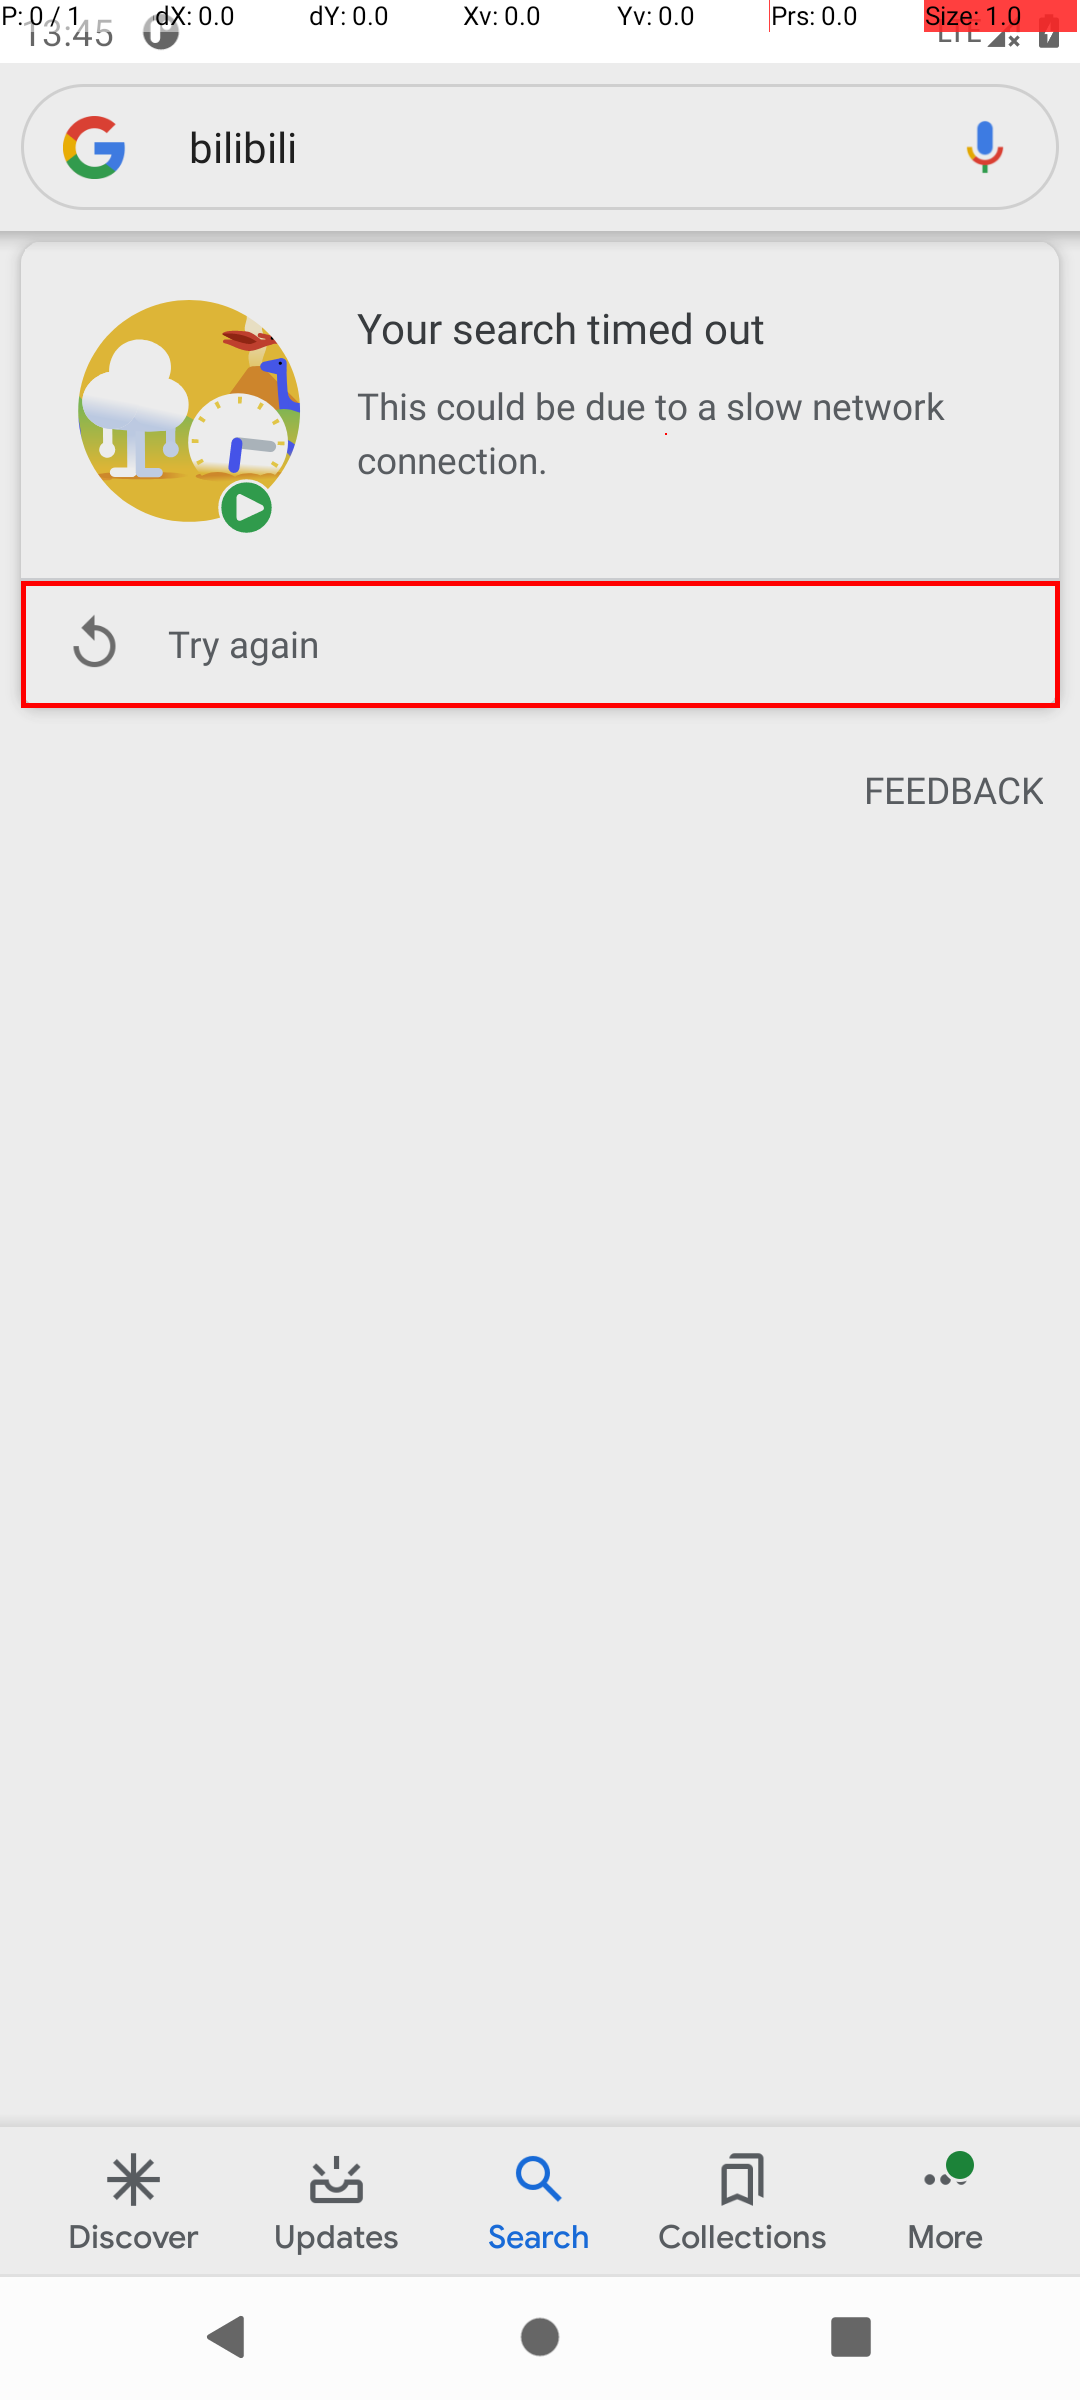 P: 0 / 1 dX: 0.0 dY: 0.0 Xv: 0.0 Yv: 0.0 Prs: 0.0 Size: 1.0
13:45 LTE
bilibili
Your search timed out
This could be due to a slow network
connection.
Try again
FEEDBACK
Discover Updates Search Collections More